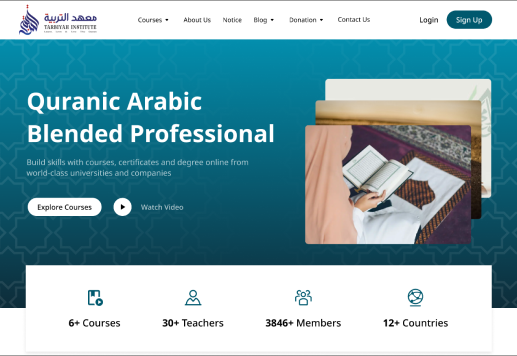 معهد التربية
TARBIYAH INSTITUTE
Courses
About Us
Notice
Blog
Donation
Contact Us
Login
Sign Up
Quranic Arabic
Blended Professional
Build skills with courses, certificates and degree online from
world-class universities and companies
Explore Courses
Watch Video
6+ Courses
30+ Teachers
3846+ Members
12+ Countries